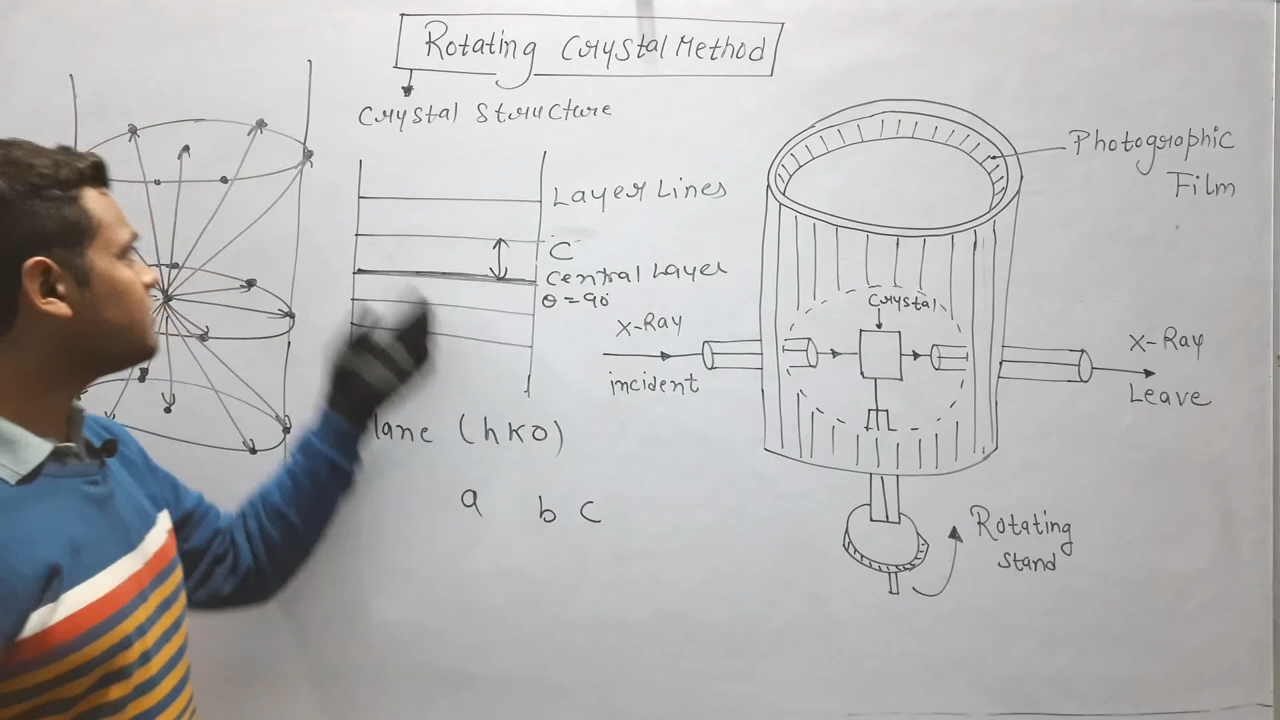 Rotating Crystal Method
Crystal Structure
Layer Lines
C
Central Layer
θ = 90°
lane (hk0)
a b c
Photographic
Film
Crystal
X-Ray
incident
X-Ray
Leave
Rotating
stand